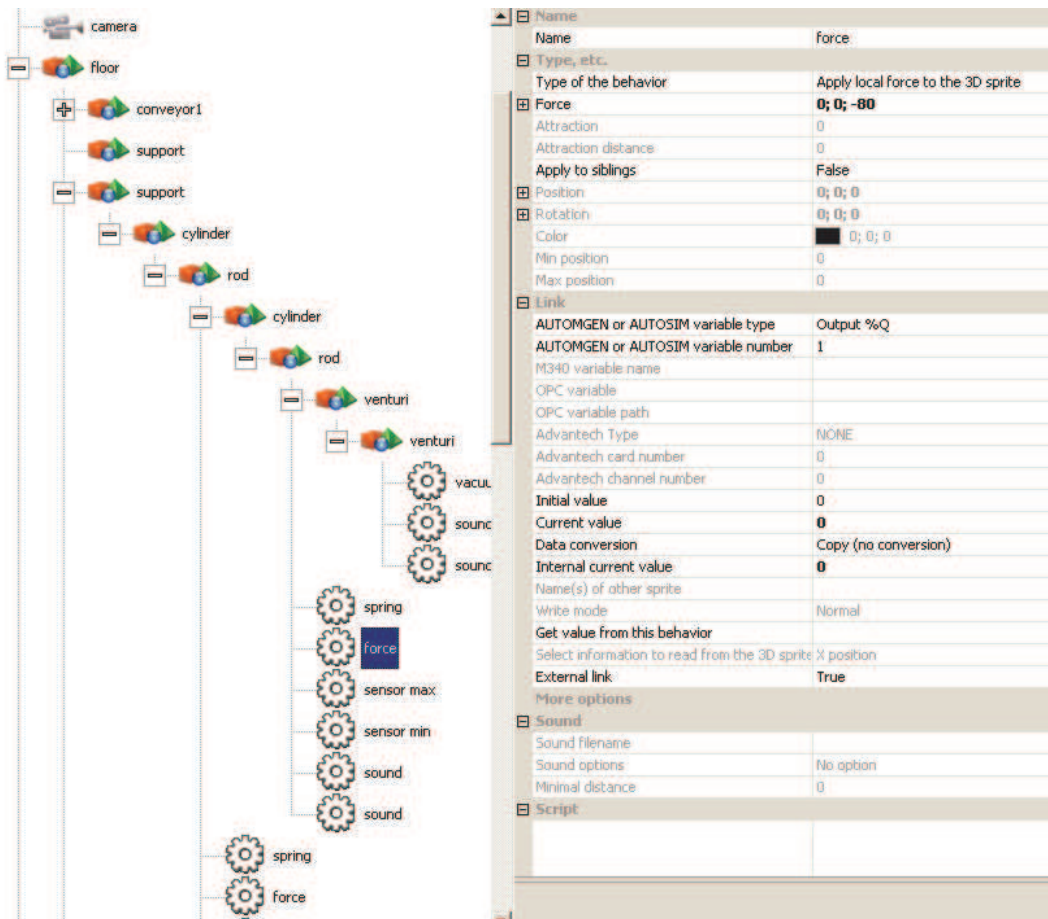 camera
floor
conveyor1
support
support
cylinder
rod
cylinder
rod
venturi
venturi
vacuu
sound
sound
spring
force
sensor max
sensor min
sound
sound
spring
force
Name
Name force
Type, etc.
Type of the behavior Apply local force to the 3D sprite
Force 0; 0; -80
Attraction 0
Attraction distance 0
Apply to siblings False
Position 0; 0; 0
Rotation 0; 0; 0
Color 0; 0; 0
Min position 0
Max position 0
Link
AUTOMGEN or AUTOSIM variable type Output %Q
AUTOMGEN or AUTOSIM variable number 1
M340 variable name
OPC variable
OPC variable path
Advantech Type NONE
Advantech card number 0
Advantech channel number 0
Initial value 0
Current value 0
Data conversion Copy (no conversion)
Internal current value 0
Name(s) of other sprite
Write mode Normal
Get value from this behavior
Select information to read from the 3D sprite X position
External link True
More options
Sound
Sound filename
Sound options No option
Minimal distance 0
Script